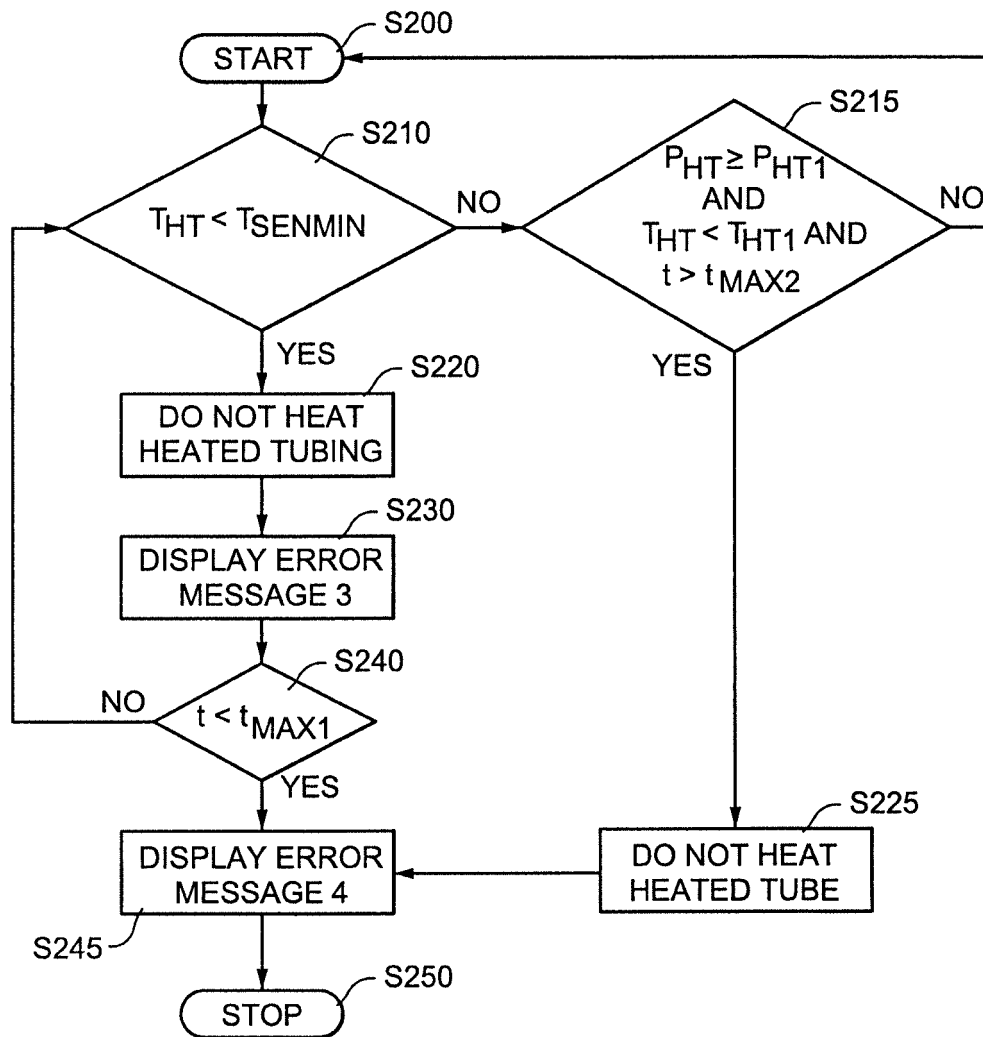 S200
START
S210
T_HT < T_SENMIN
NO
S215
P_HT ≥ P_HT1
AND
T_HT < T_HT1 AND
t > t_MAX2
NO
YES
YES
S220
DO NOT HEAT
HEATED TUBING
S230
DISPLAY ERROR
MESSAGE 3
S240
NO
t < t_MAX1
YES
S225
DO NOT HEAT
HEATED TUBE
DISPLAY ERROR
MESSAGE 4
S245
S250
STOP